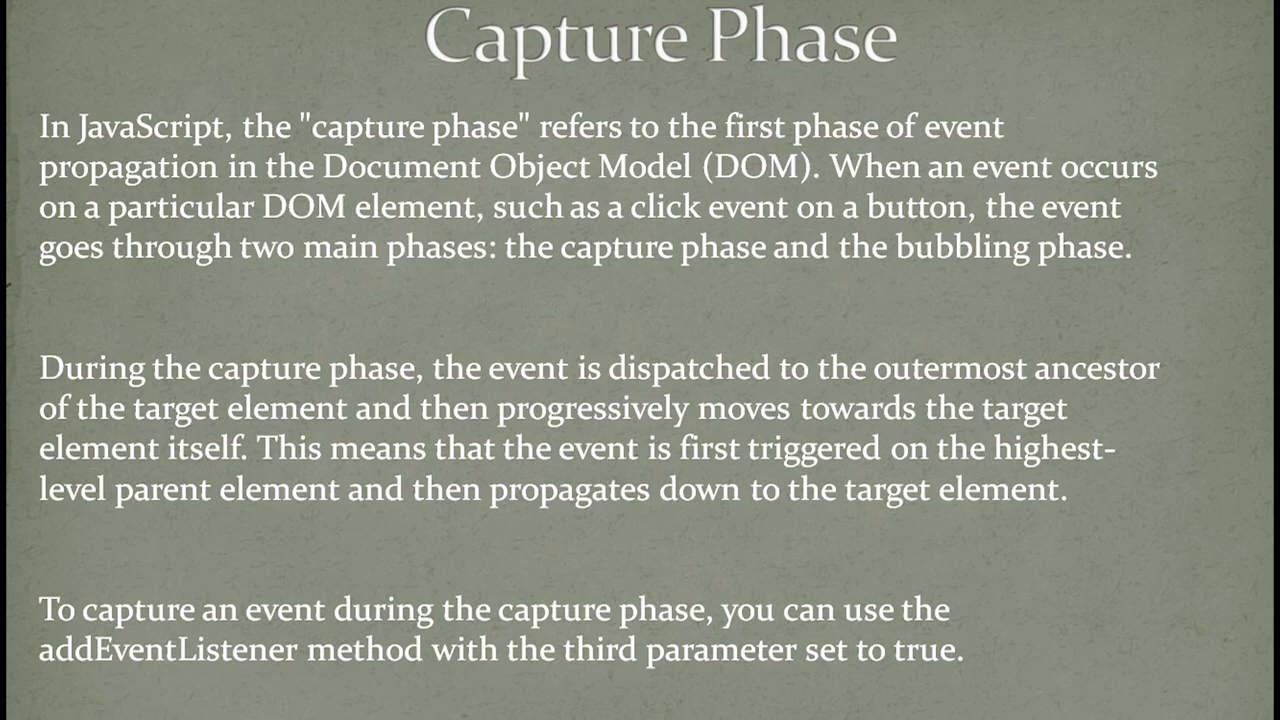 Capture Phase
In JavaScript, the "capture phase" refers to the first phase of event
propagation in the Document Object Model (DOM). When an event occurs
on a particular DOM element, such as a click event on a button, the event
goes through two main phases: the capture phase and the bubbling phase.
During the capture phase, the event is dispatched to the outermost ancestor
of the target element and then progressively moves towards the target
element itself. This means that the event is first triggered on the highest-
level parent element and then propagates down to the target element.
To capture an event during the capture phase, you can use the
addEventListener method with the third parameter set to true.